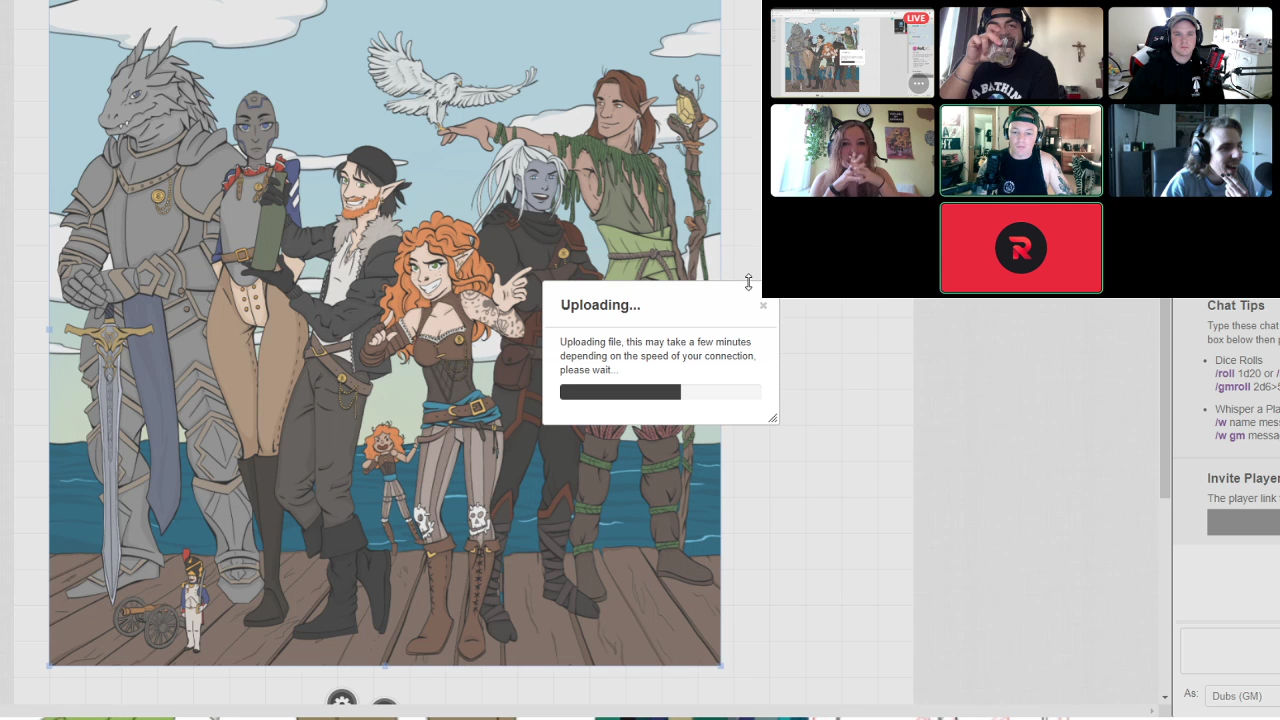 LIVE
A BATHIN
Uploading...
×
Uploading file, this may take a few minutes
depending on the speed of your connection,
please wait...
Chat Tips
Type these chat
box below then p
Dice Rolls
/roll 1d20 or /
/gmroll 2d6>5
Whisper a Pla
/w name mess
/w gm messa
Invite Player
The player link
As:
Dubs (GM)